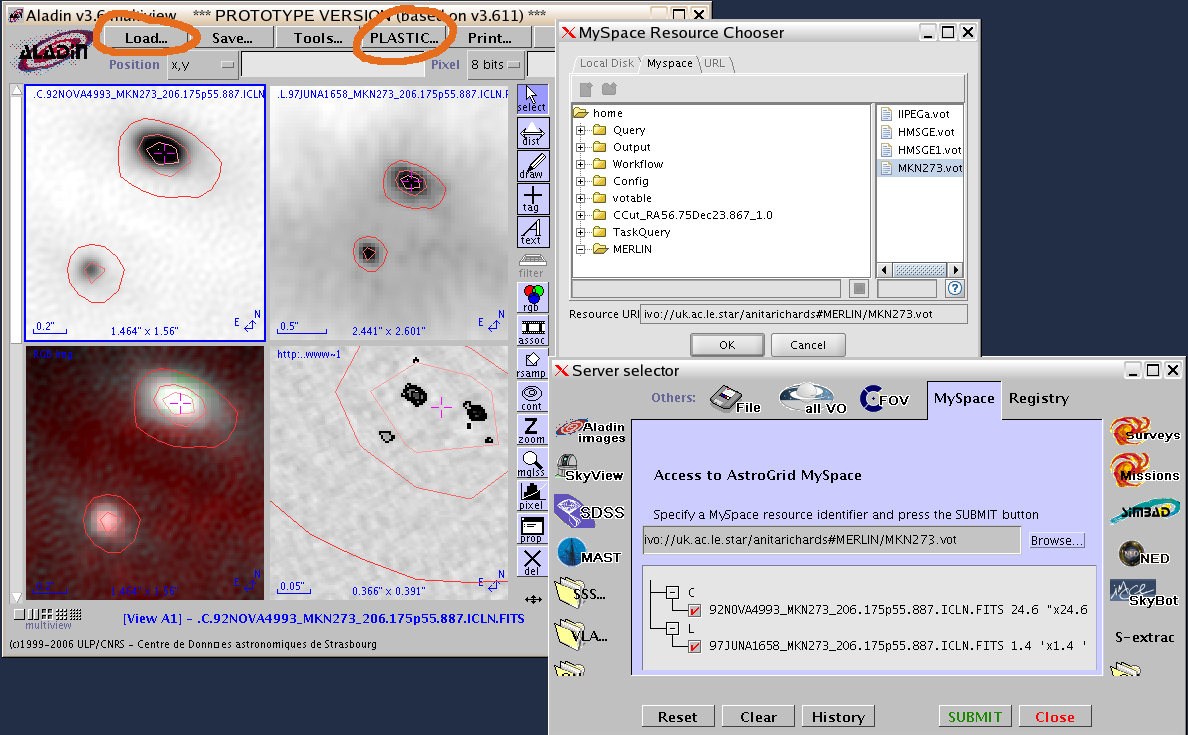 Aladin v3.6 multiview *** PROTOTYPE VERSION (based on v3.611) ***
ALADIN
Load...
Save...
Tools...
PLASTIC...
Print...
Position
x,y
Pixel
8 bits
.C.92NOVA4993_MKN273_206.175p55.887.ICLN
0.2"
1.464" x 1.56"
N
E
.L.97JUNA1658_MKN273_206.175p55.887.ICLN.F
0.5"
2.441" x 2.601"
N
E
0.2
1.464" x 1.56"
N
E
http:..www~1
0.05"
0.366" x 0.391"
N
E
select
dist
draw
tag
A
text
filter
rgb
assoc
rsamp
cont
Z
zoom
mglss
pixel
prop
del
multiview
[View A1] - .C.92NOVA4993_MKN273_206.175p55.887.ICLN.FITS
(c)1999-2006 ULP/CNRS - Centre de Données astronomiques de Strasbourg
MySpace Resource Chooser
Local Disk
Myspace
URL
home
Query
Output
Workflow
Config
votable
CCut_RA56.75Dec23.867_1.0
TaskQuery
MERLIN
IIPEGa.vot
HMSGE.vot
HMSGE1.vot
MKN273.vot
?
Resource URI
ivo://uk.ac.le.star/anitarichards#MERLIN/MKN273.vot
OK
Cancel
Server selector
Others:
File
all VO
FOV
MySpace
Registry
Aladin images
SkyView
SDSS
MAST
SSS...
VLA...
Access to AstroGrid MySpace
Specify a MySpace resource identifier and press the SUBMIT button
ivo://uk.ac.le.star/anitarichards#MERLIN/MKN273.vot
Browse...
C
92NOVA4993_MKN273_206.175p55.887.ICLN.FITS 24.6 "x24.6
L
97JUNA1658_MKN273_206.175p55.887.ICLN.FITS 1.4 'x1.4 '
Surveys
Missions
SIMBAD
NED
SkyBot
S-extrac
Reset
Clear
History
SUBMIT
Close